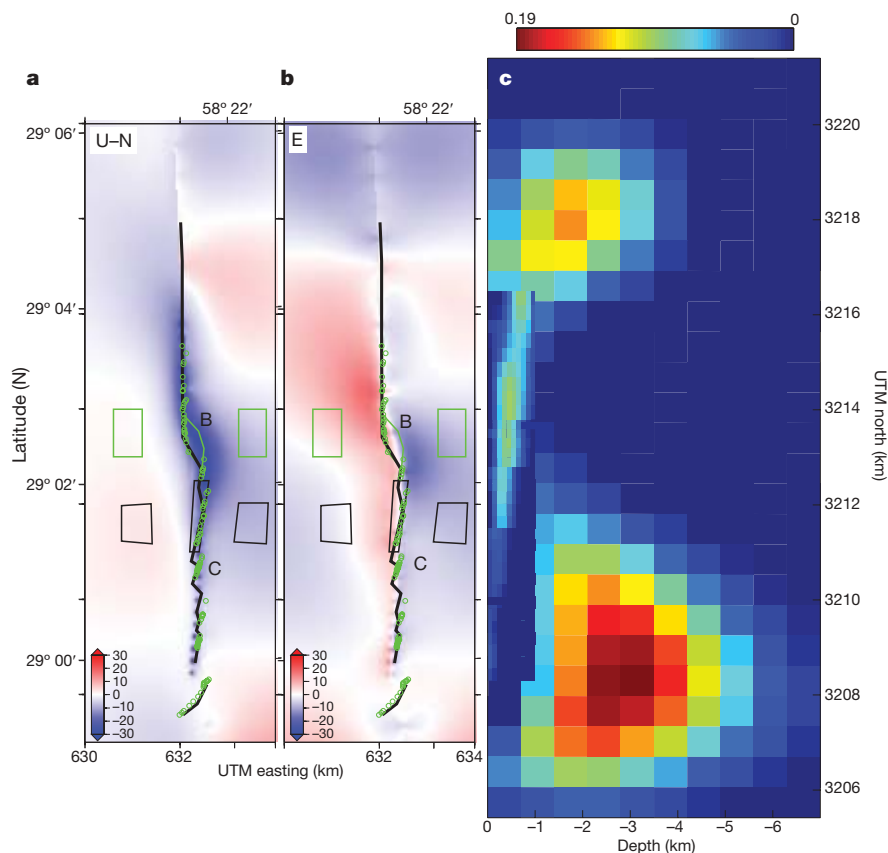 0.19 0
a b c
58° 22′ 58° 22′
29° 06′
U–N E
29° 04′
29° 02′
29° 00′
Latitude (N)
B B
C C
30 30
20 20
10 10
0 0
−10 −10
−20 −20
−30 −30
630 632 632 634
UTM easting (km)
3220
3218
3216
3214
3212
3210
3208
3206
UTM north (km)
0 −1 −2 −3 −4 −5 −6
Depth (km)